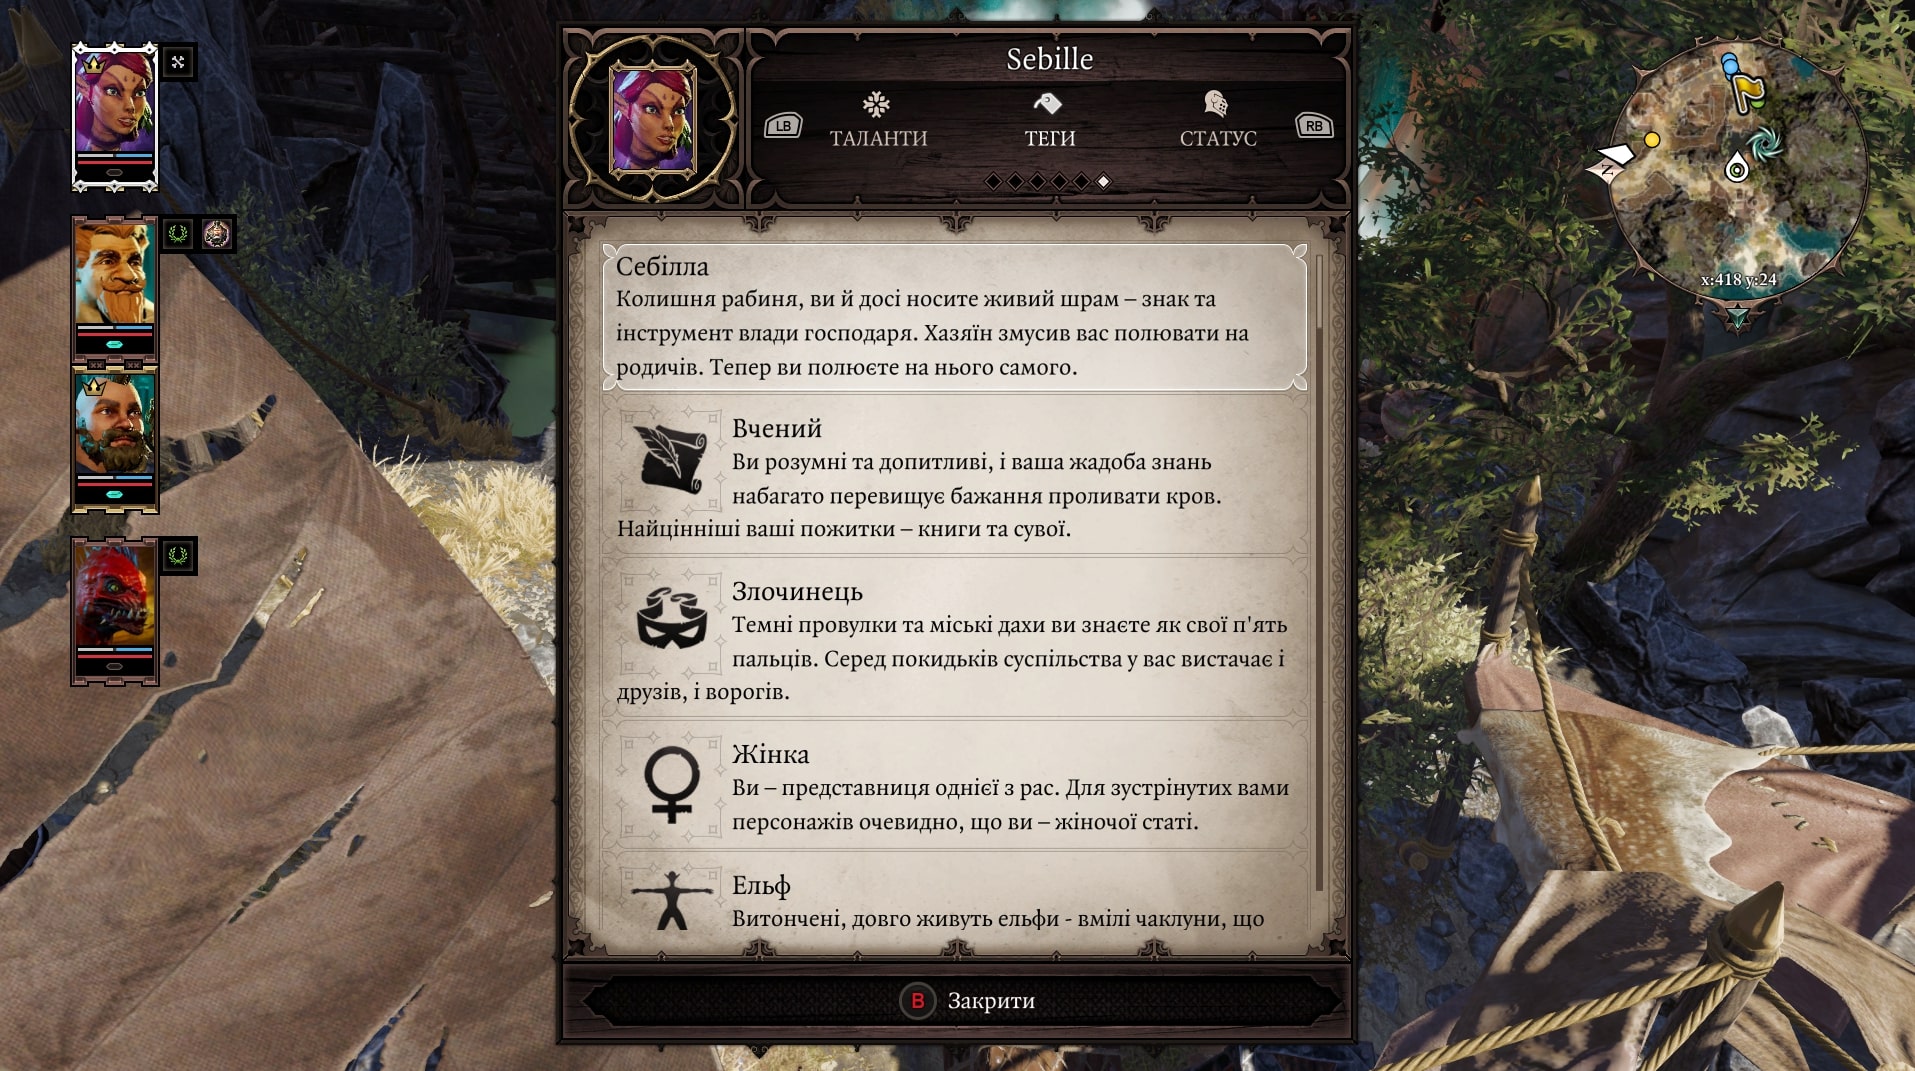 Sebille
LB
ТАЛАНТИ
ТЕГИ
СТАТУС
RB
Себілла
Колишня рабиня, ви й досі носите живий шрам – знак та
інструмент влади господаря. Хазяїн змусив вас полювати на
родичів. Тепер ви полюєте на нього самого.
Вчений
Ви розумні та допитливі, і ваша жадоба знань
набагато перевищує бажання проливати кров.
Найцінніші ваші пожитки – книги та сувої.
Злочинець
Темні провулки та міські дахи ви знаєте як свої п'ять
пальців. Серед покидьків суспільства у вас вистачає і
друзів, і ворогів.
Жінка
Ви – представниця однієї з рас. Для зустрінутих вами
персонажів очевидно, що ви – жіночої статі.
Ельф
Витончені, довго живуть ельфи - вмілі чаклуни, що
B Закрити
N
x:418 y:24